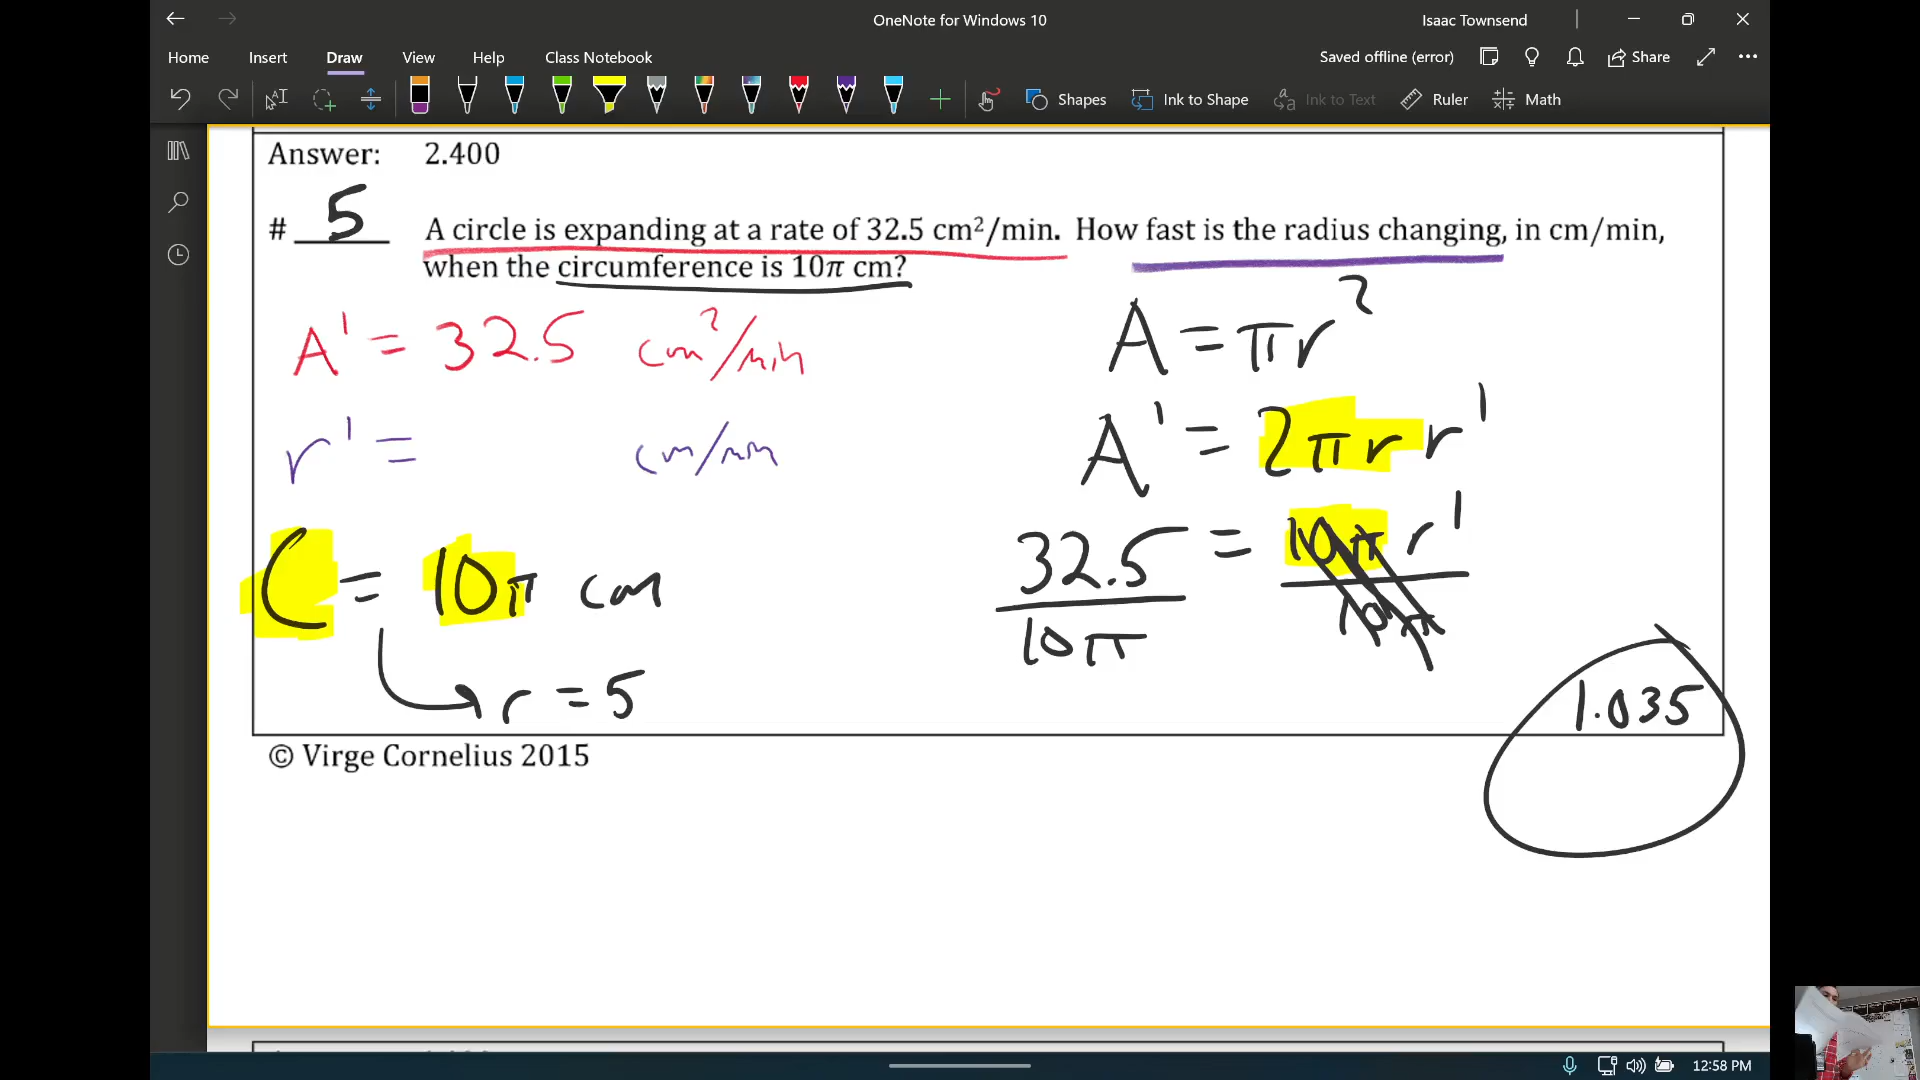 OneNote for Windows 10
Isaac Townsend
Home Insert Draw View Help Class Notebook
Saved offline (error) Share
Shapes Ink to Shape Ink to Text Ruler Math
Answer: 2.400
# 5 A circle is expanding at a rate of 32.5 cm²/min. How fast is the radius changing, in cm/min,
when the circumference is 10π cm?
A' = 32.5 cm²/min
A = πr²
r' = cm/min
A' = 2πr r'
C = 10π cm
32.5 = 10π r'
10π 10π
r = 5
1.035
© Virge Cornelius 2015
12:58 PM